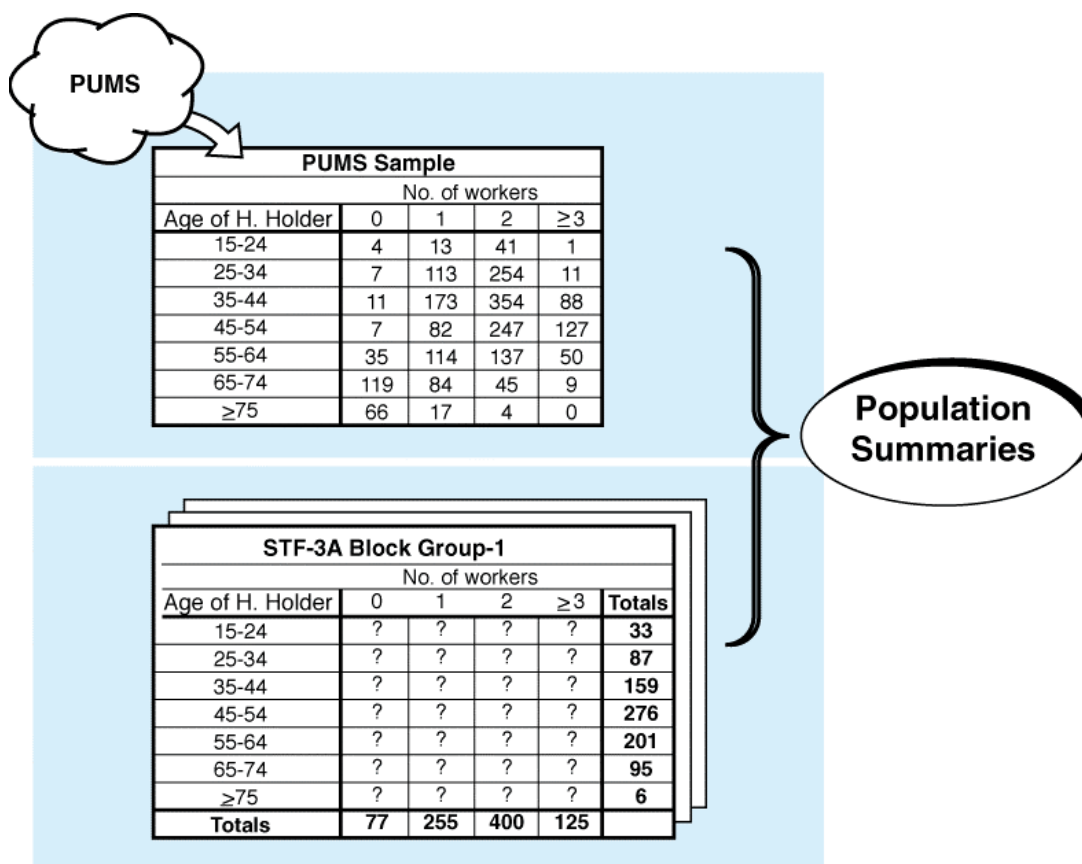 PUMS
PUMS Sample
No. of workers
Age of H. Holder 0 1 2 ≥3
15-24 4 13 41 1
25-34 7 113 254 11
35-44 11 173 354 88
45-54 7 82 247 127
55-64 35 114 137 50
65-74 119 84 45 9
≥75 66 17 4 0
Population
Summaries
STF-3A Block Group-1
No. of workers
Age of H. Holder 0 1 2 ≥3 Totals
15-24 ? ? ? ? 33
25-34 ? ? ? ? 87
35-44 ? ? ? ? 159
45-54 ? ? ? ? 276
55-64 ? ? ? ? 201
65-74 ? ? ? ? 95
≥75 ? ? ? ? 6
Totals 77 255 400 125